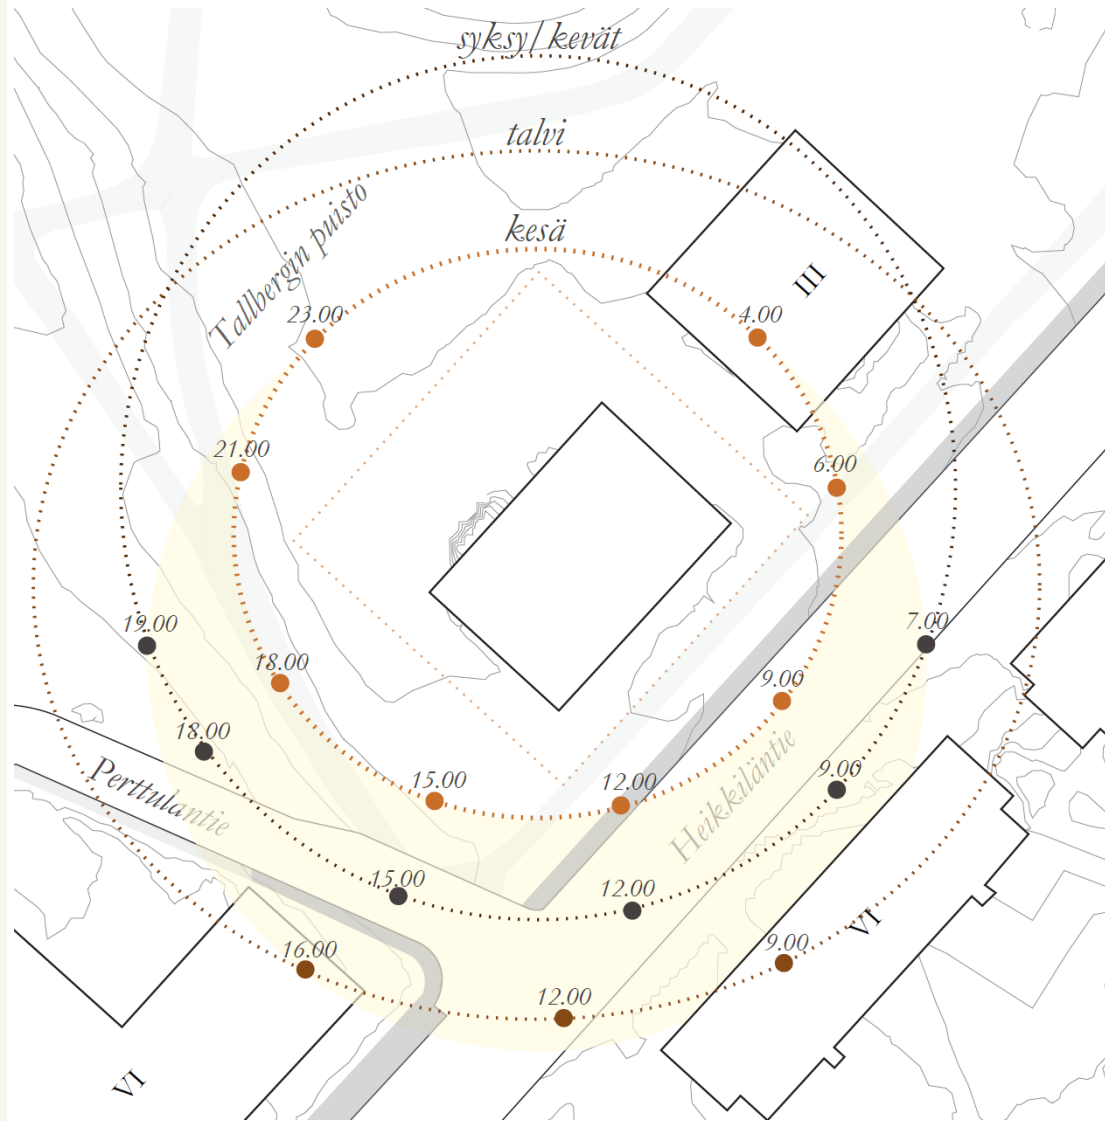 syksy/ kevät
talvi
Tallbergin puisto
kesä
III
23.00
4.00
21.00
6.00
19.00
7.00
18.00
9.00
18.00
9.00
Perttulantie
15.00
12.00
Heikkiläntie
15.00
12.00
VI
16.00
9.00
12.00
VI